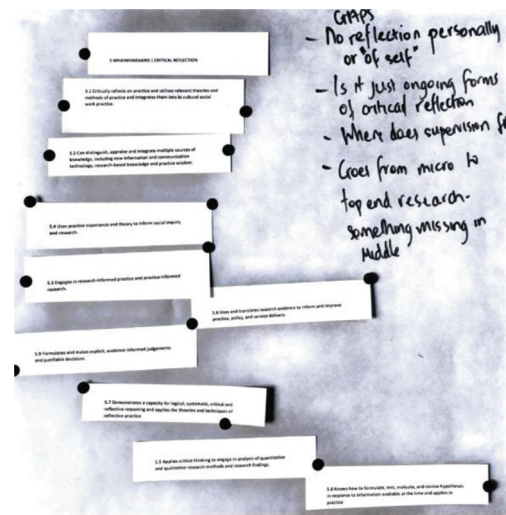 5 WHAIWHAKAARO | CRITICAL REFLECTION
5.1 Critically reflects on practice and utilises relevant theories and
methods of practice and integrates them into bi-cultural social
work practice.
5.2 Can distinguish, appraise and integrate multiple sources of
knowledge, including new information and communication
technology, research-based knowledge and practice wisdom.
5.4 Uses practice experience and theory to inform social inquiry
and research.
5.3 Engages in research-informed practice and practice-informed
research.
5.6 Uses and translates research evidence to inform and improve
practice, policy, and service delivery.
5.9 Formulates and makes explicit, evidence informed judgements
and justifiable decisions.
5.7 Demonstrates a capacity for logical, systematic, critical and
reflective reasoning and applies the theories and techniques of
reflective practice
5.5 Applies critical thinking to engage in analysis of quantitative
and qualitative research methods and research findings.
5.8 Knows how to formulate, test, evaluate, and review hypotheses
in response to information available at the time and applies to
practice
GAPS
- No reflection personally
or "of self"
- Is it just ongoing forms
of critical reflection
- Where does supervision
- Goes from micro to
top end research-
something missing in
middle